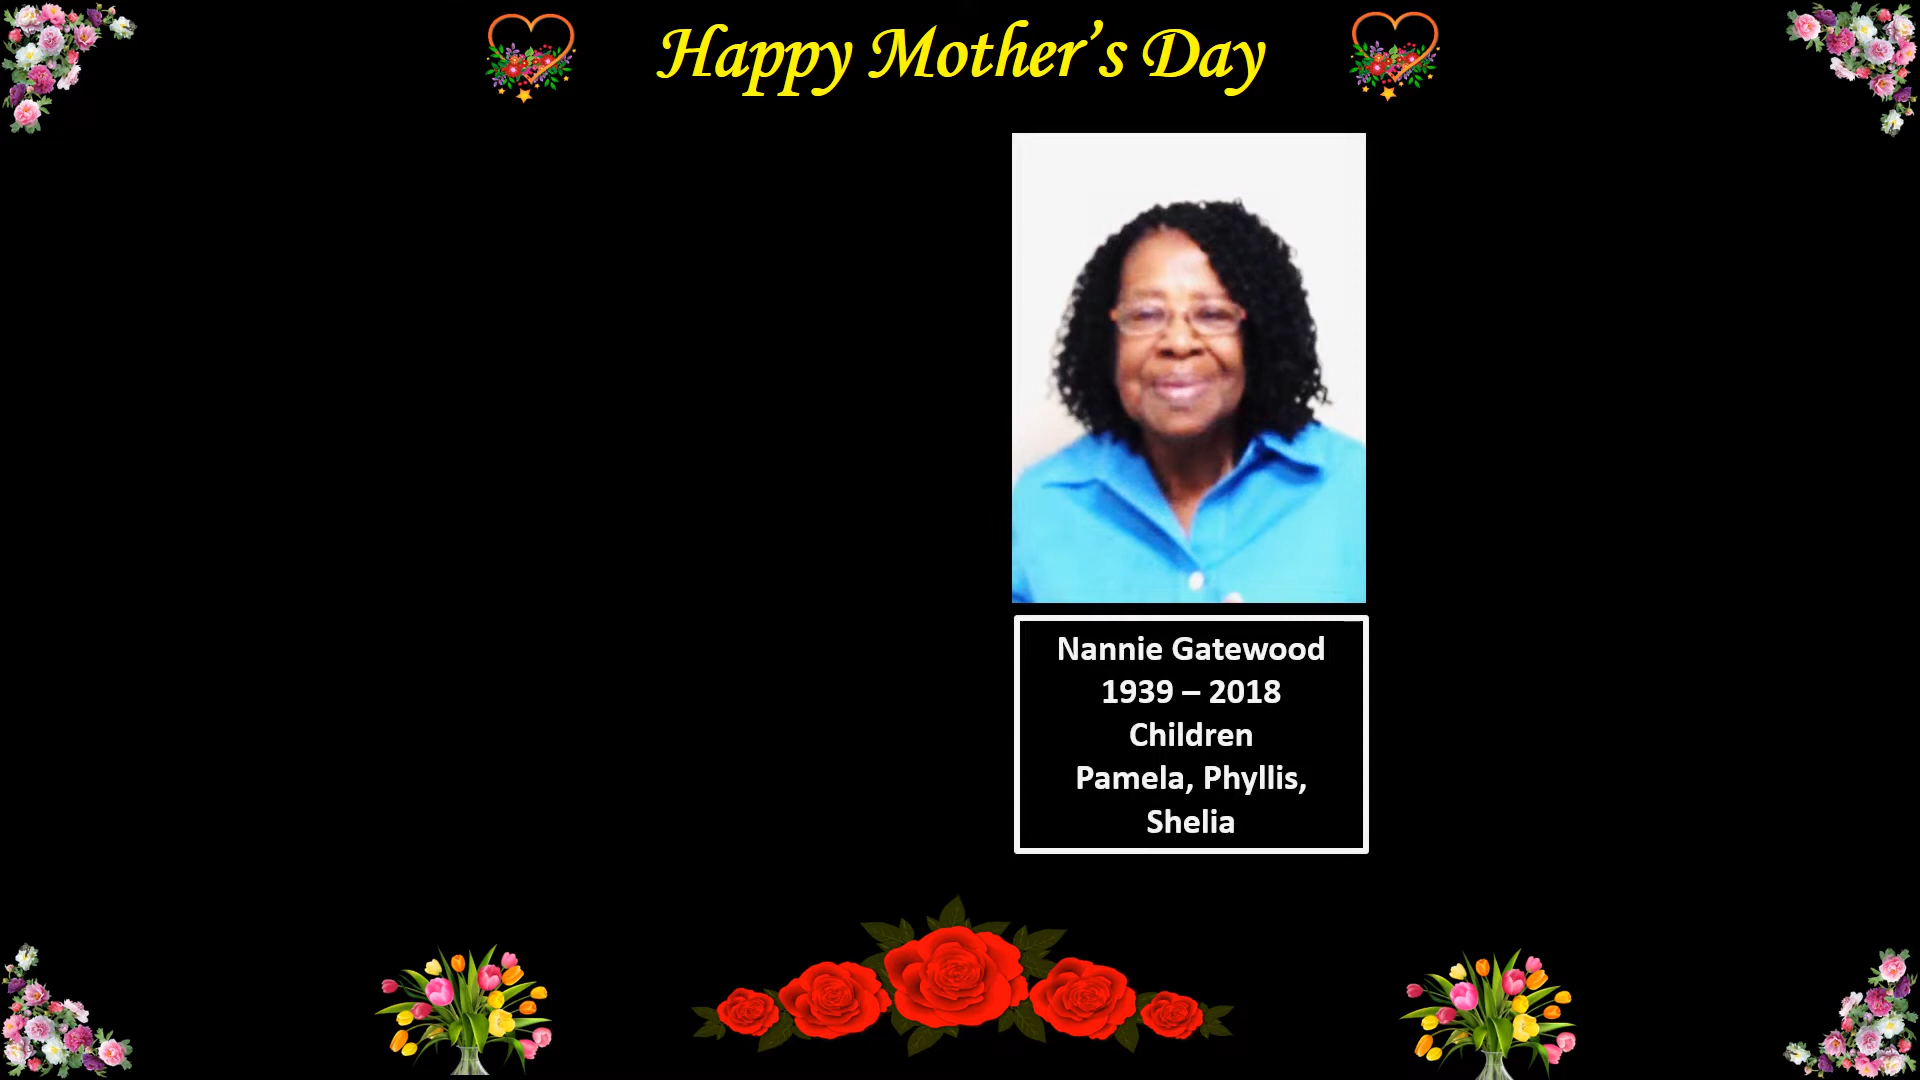 Happy Mother’s Day
Nannie Gatewood
1939 – 2018
Children
Pamela, Phyllis,
Shelia